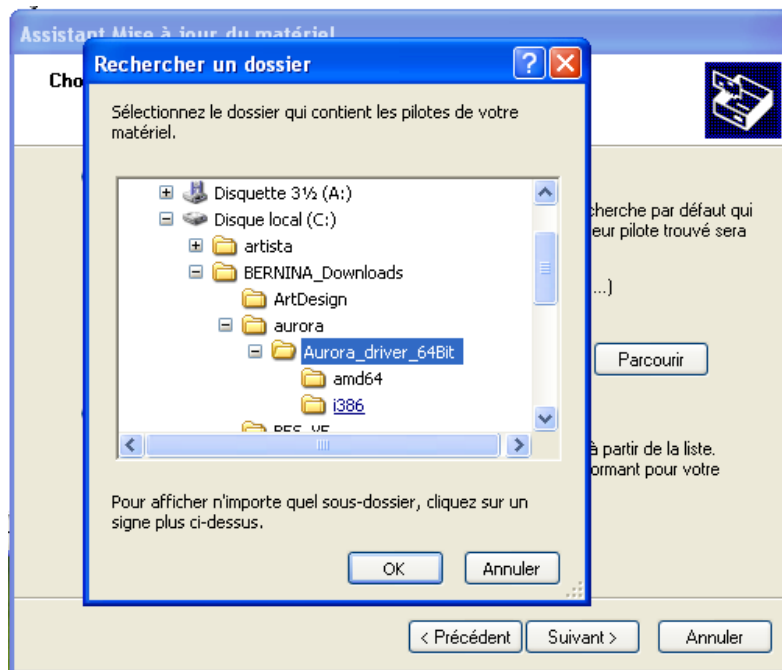 Assistant Mise à jour du matériel
Rechercher un dossier
Cho
Sélectionnez le dossier qui contient les pilotes de votre
matériel.
Disquette 3½ (A:)
Disque local (C:)
artista
BERNINA_Downloads
ArtDesign
aurora
Aurora_driver_64Bit
amd64
i386
cherche par défaut qui
eur pilote trouvé sera
...)
Parcourir
à partir de la liste.
ormant pour votre
Pour afficher n'importe quel sous-dossier, cliquez sur un
signe plus ci-dessus.
OK
Annuler
< Précédent
Suivant >
Annuler